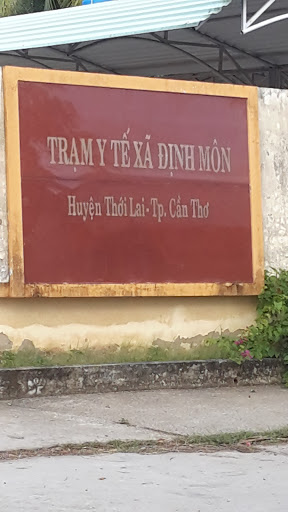 TRẠM Y TẾ XÃ ĐỊNH MÔN
Huyện Thới Lai - Tp. Cần Thơ